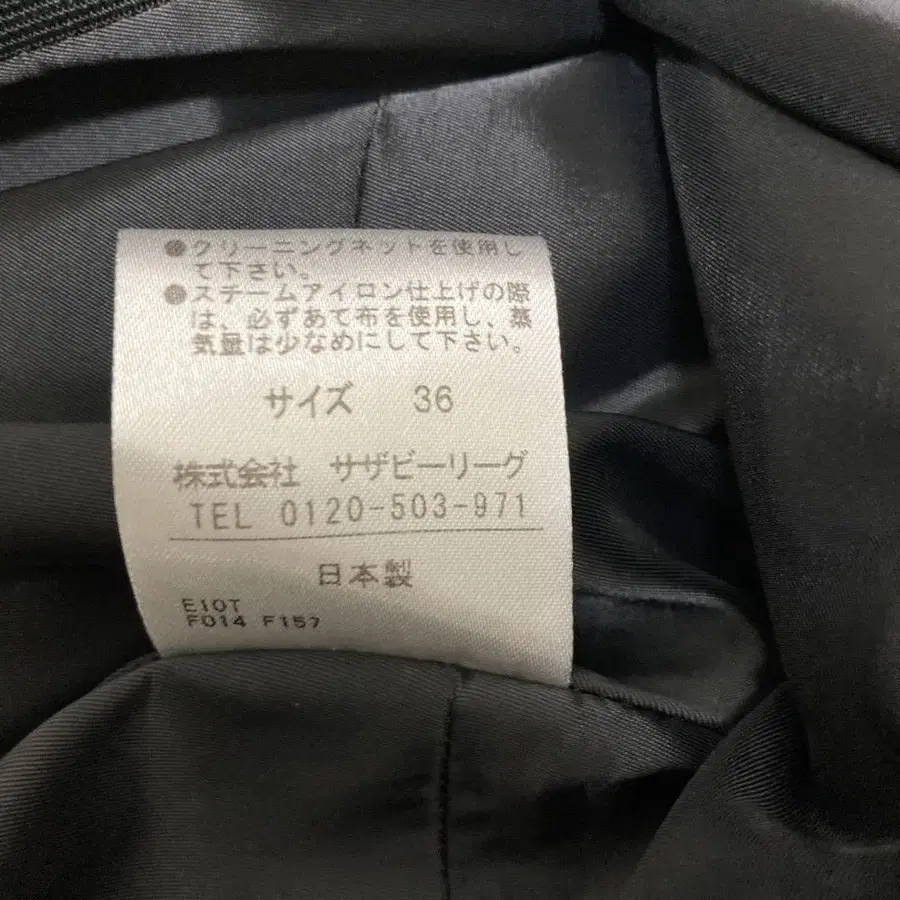 ●クリーニングネットを使用し
て下さい。
●スチームアイロン仕上げの際
は、必ずあて布を使用し、蒸
気量は少なめにして下さい。
サイズ 36
株式会社 サザビーリーグ
TEL 0120-503-971
日本製
E10T
F014 F157